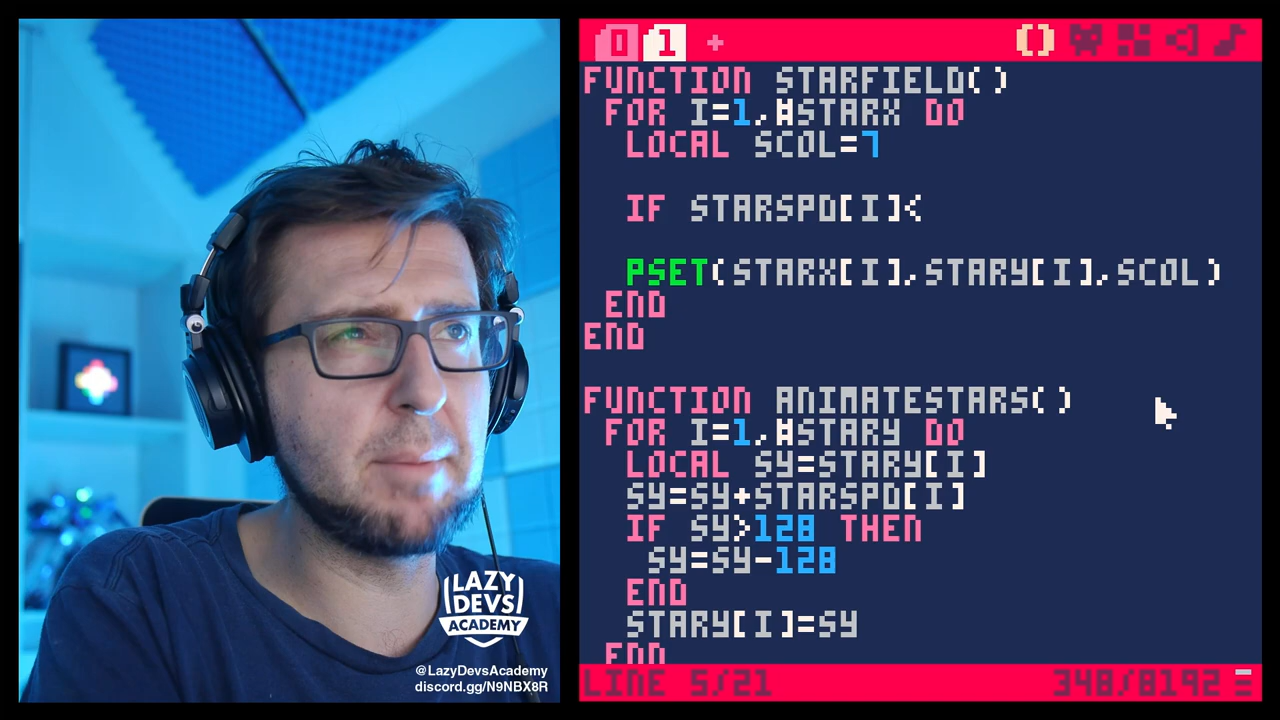 LAZY
DEVS
ACADEMY
@LazyDevsAcademy
discord.gg/N9NBX8R
0 1 +
FUNCTION STARFIELD()
FOR I=1,#STARX DO
LOCAL SCOL=7
IF STARSPD[I]<
PSET(STARX[I],STARY[I],SCOL)
END
END
FUNCTION ANIMATESTARS()
FOR I=1,#STARY DO
LOCAL SY=STARY[I]
SY=SY+STARSPD[I]
IF SY>128 THEN
SY=SY-128
END
STARY[I]=SY
END
LINE 5/21
348/8192